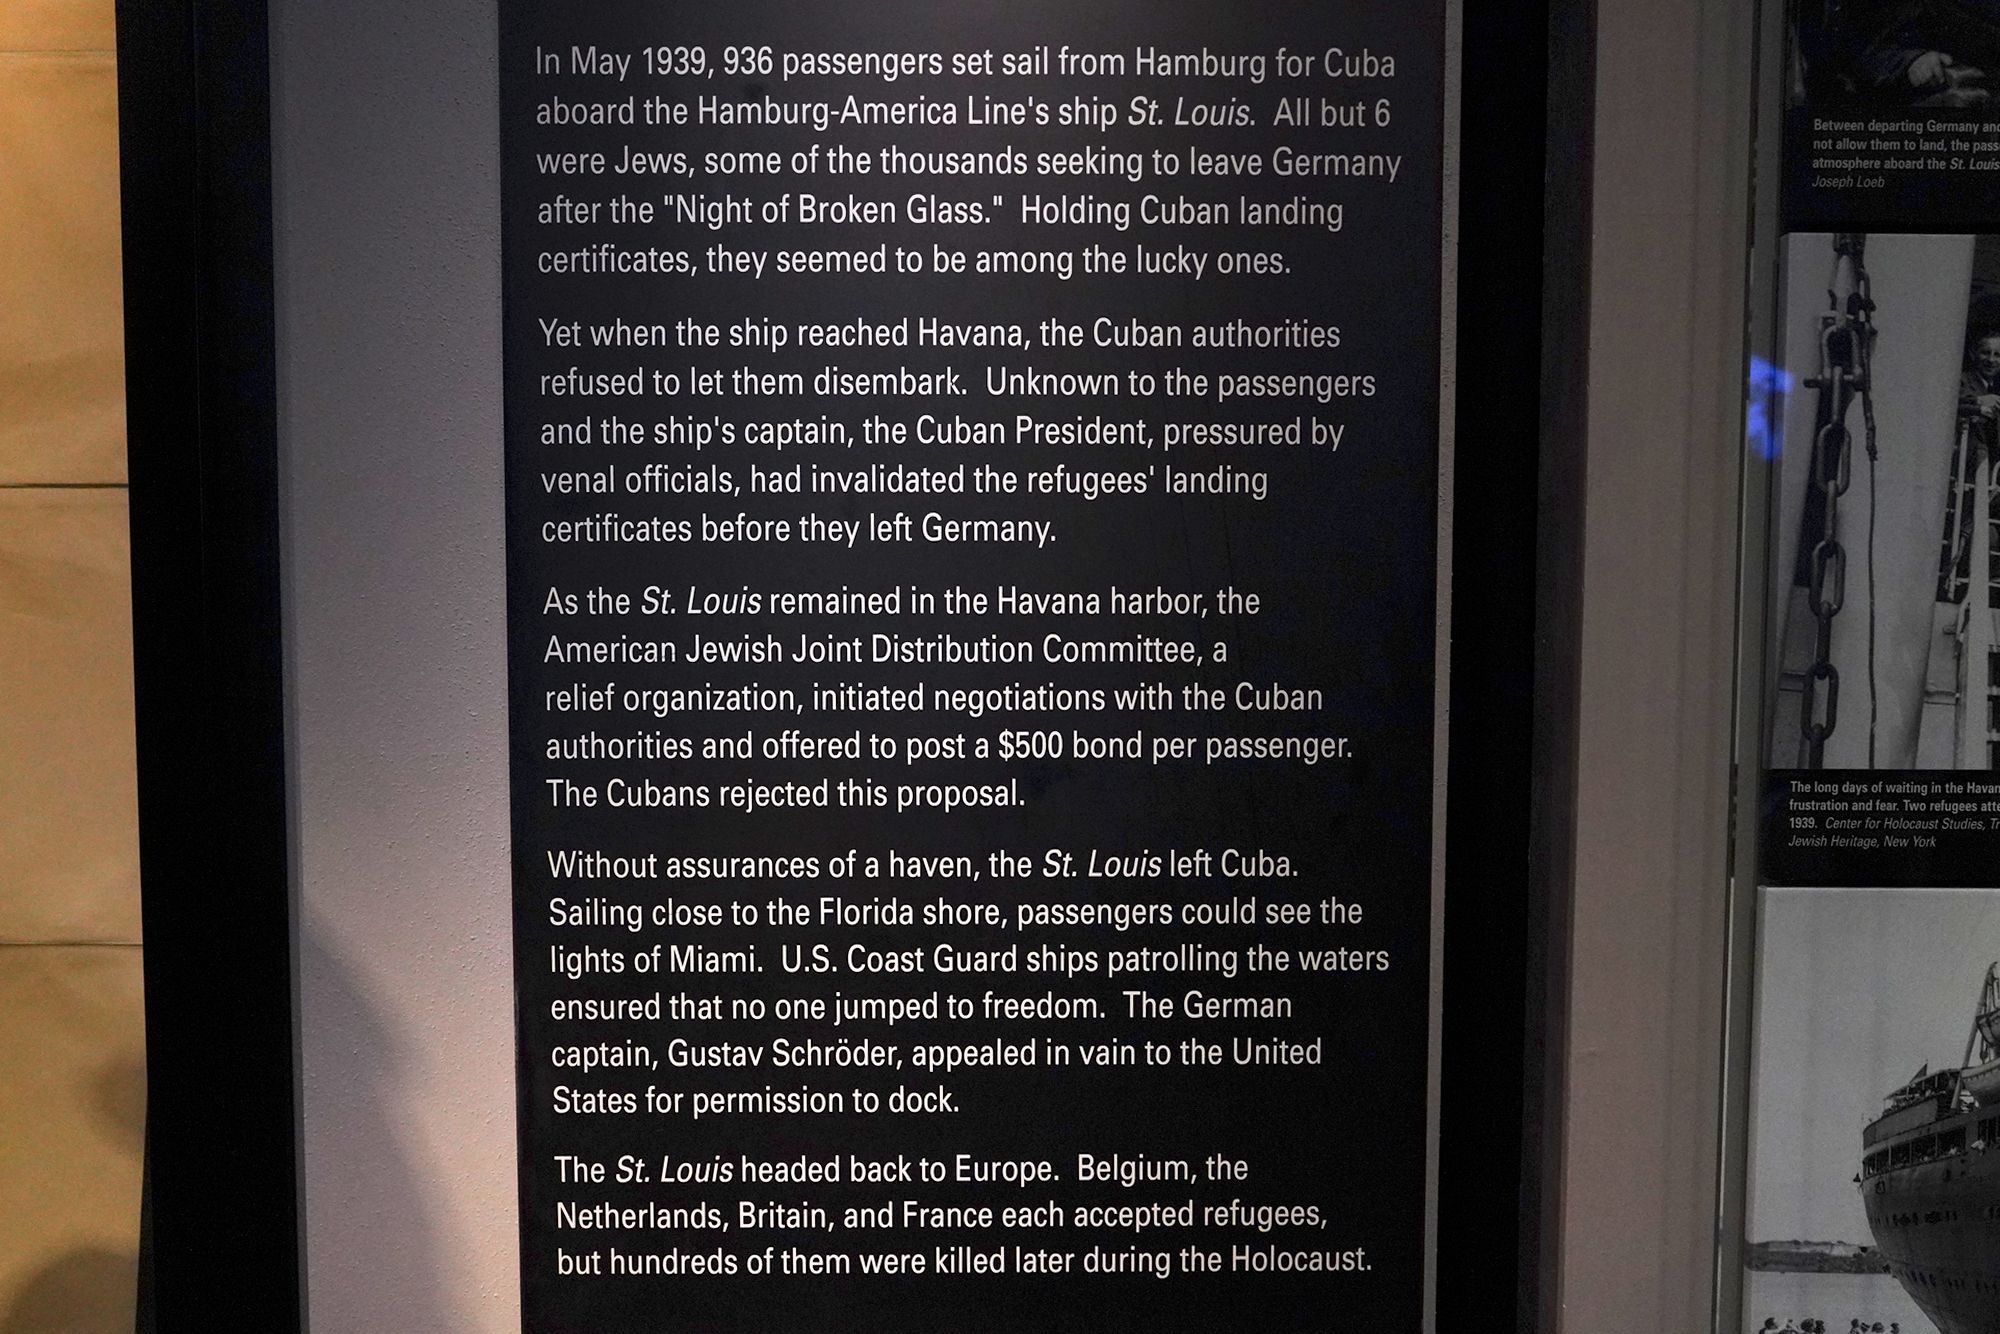 In May 1939, 936 passengers set sail from Hamburg for Cuba
aboard the Hamburg-America Line's ship St. Louis.  All but 6
were Jews, some of the thousands seeking to leave Germany
after the "Night of Broken Glass."  Holding Cuban landing
certificates, they seemed to be among the lucky ones.
Yet when the ship reached Havana, the Cuban authorities
refused to let them disembark.  Unknown to the passengers
and the ship's captain, the Cuban President, pressured by
venal officials, had invalidated the refugees' landing
certificates before they left Germany.
As the St. Louis remained in the Havana harbor, the
American Jewish Joint Distribution Committee, a
relief organization, initiated negotiations with the Cuban
authorities and offered to post a $500 bond per passenger.
The Cubans rejected this proposal.
Without assurances of a haven, the St. Louis left Cuba.
Sailing close to the Florida shore, passengers could see the
lights of Miami.  U.S. Coast Guard ships patrolling the waters
ensured that no one jumped to freedom.  The German
captain, Gustav Schröder, appealed in vain to the United
States for permission to dock.
The St. Louis headed back to Europe.  Belgium, the
Netherlands, Britain, and France each accepted refugees,
but hundreds of them were killed later during the Holocaust.
Between departing Germany and
not allow them to land, the
atmosphere aboard the St. Louis
Joseph Loeb
The long days of waiting in the
frustration and fear. Two refugees
1939. Center for Holocaust Studies,
Jewish Heritage, New York